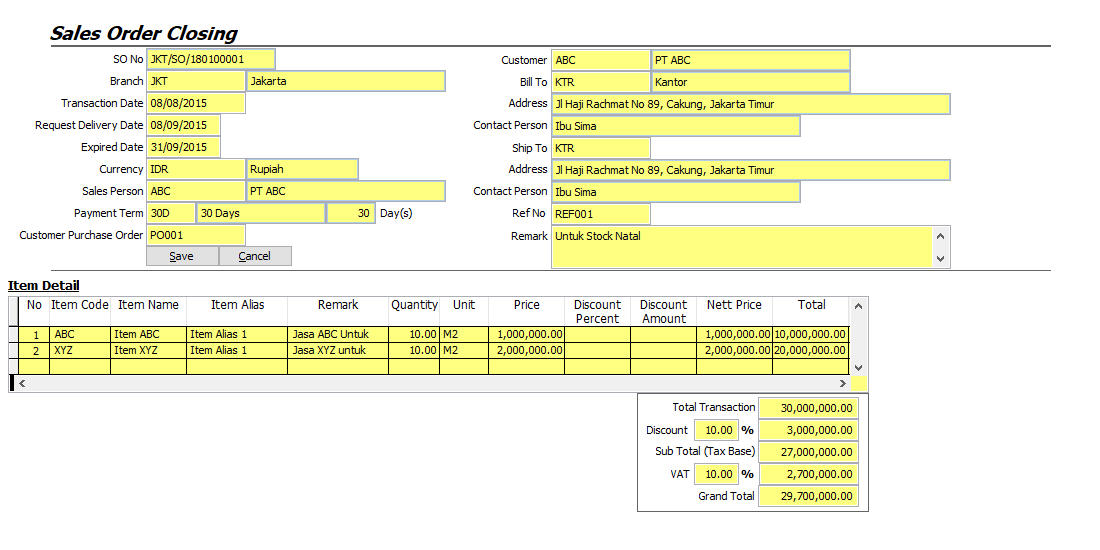 Sales Order Closing
SO No JKT/SO/180100001
Branch JKT Jakarta
Transaction Date 08/08/2015
Request Delivery Date 08/09/2015
Expired Date 31/09/2015
Currency IDR Rupiah
Sales Person ABC PT ABC
Payment Term 30D 30 Days 30 Day(s)
Customer Purchase Order PO001
Save Cancel
Customer ABC PT ABC
Bill To KTR Kantor
Address Jl Haji Rachmat No 89, Cakung, Jakarta Timur
Contact Person Ibu Sima
Ship To KTR
Address Jl Haji Rachmat No 89, Cakung, Jakarta Timur
Contact Person Ibu Sima
Ref No REF001
Remark Untuk Stock Natal
Item Detail
No Item Code Item Name Item Alias Remark Quantity Unit Price Discount Percent Discount Amount Nett Price Total
1 ABC Item ABC Item Alias 1 Jasa ABC Untuk 10.00 M2 1,000,000.00 1,000,000.00 10,000,000.00
2 XYZ Item XYZ Item Alias 1 Jasa XYZ untuk 10.00 M2 2,000,000.00 2,000,000.00 20,000,000.00
Total Transaction 30,000,000.00
Discount 10.00 % 3,000,000.00
Sub Total (Tax Base) 27,000,000.00
VAT 10.00 % 2,700,000.00
Grand Total 29,700,000.00